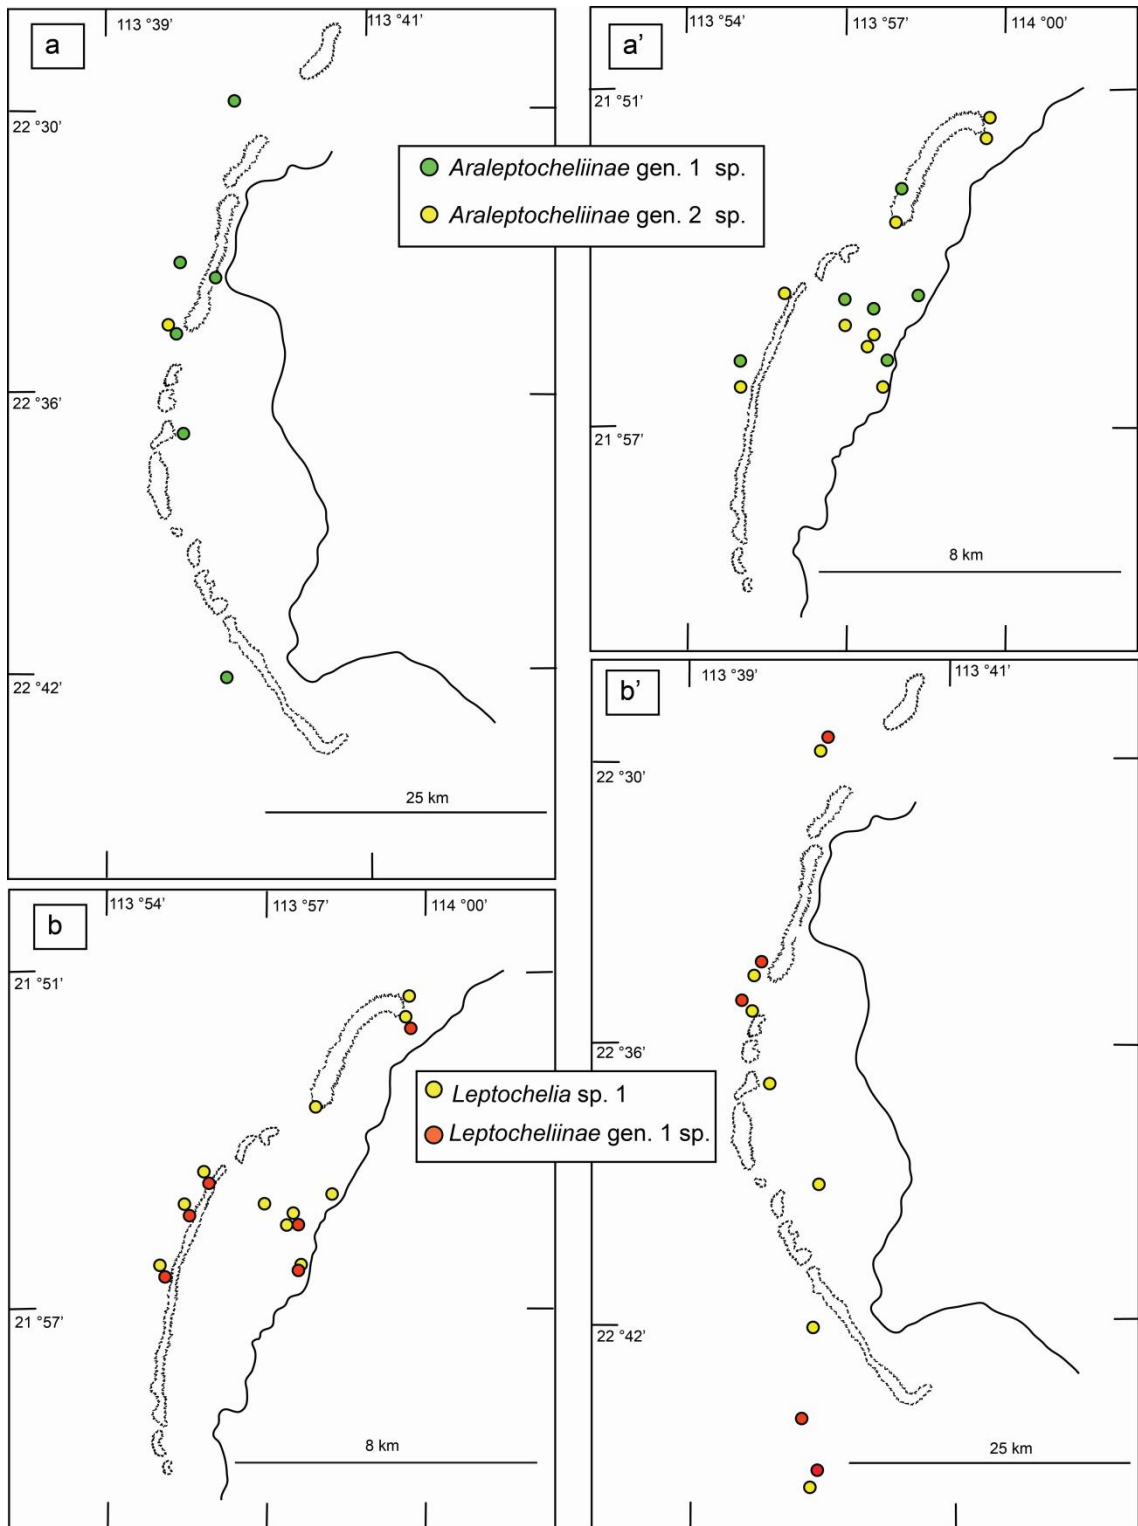 a
113 °39'
113 °41'
22 °30'
22 °36'
22 °42'
25 km
a'
113 °54'
113 °57'
114 °00'
21 °51'
21 °57'
8 km
Araleptocheliinae gen. 1 sp.
Araleptocheliinae gen. 2 sp.
b
113 °54'
113 °57'
114 °00'
21 °51'
21 °57'
8 km
b'
113 °39'
113 °41'
22 °30'
22 °36'
22 °42'
25 km
Leptochelia sp. 1
Leptocheliinae gen. 1 sp.